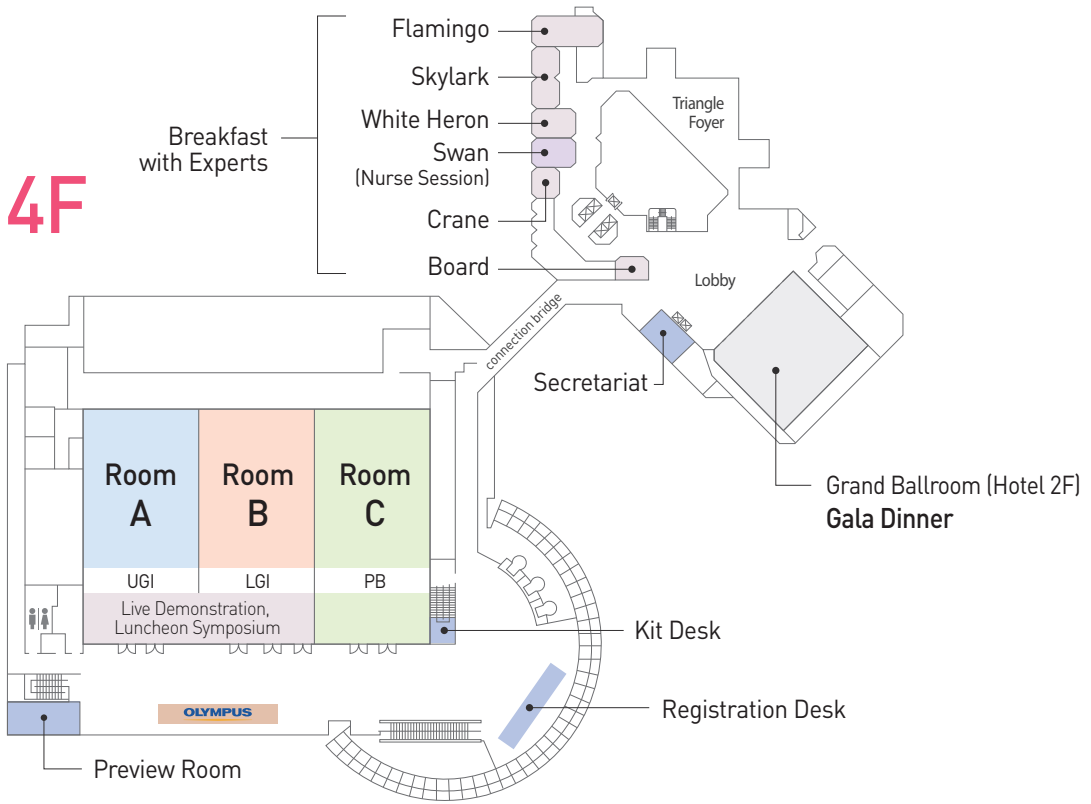 Flamingo
Skylark
White Heron
Swan
(Nurse Session)
Crane
Board
Breakfast
with Experts
4F
Triangle
Foyer
Lobby
connection bridge
Secretariat
Grand Ballroom (Hotel 2F)
Gala Dinner
Room
A
Room
B
Room
C
UGI
LGI
PB
Live Demonstration,
Luncheon Symposium
Kit Desk
Registration Desk
OLYMPUS
Preview Room